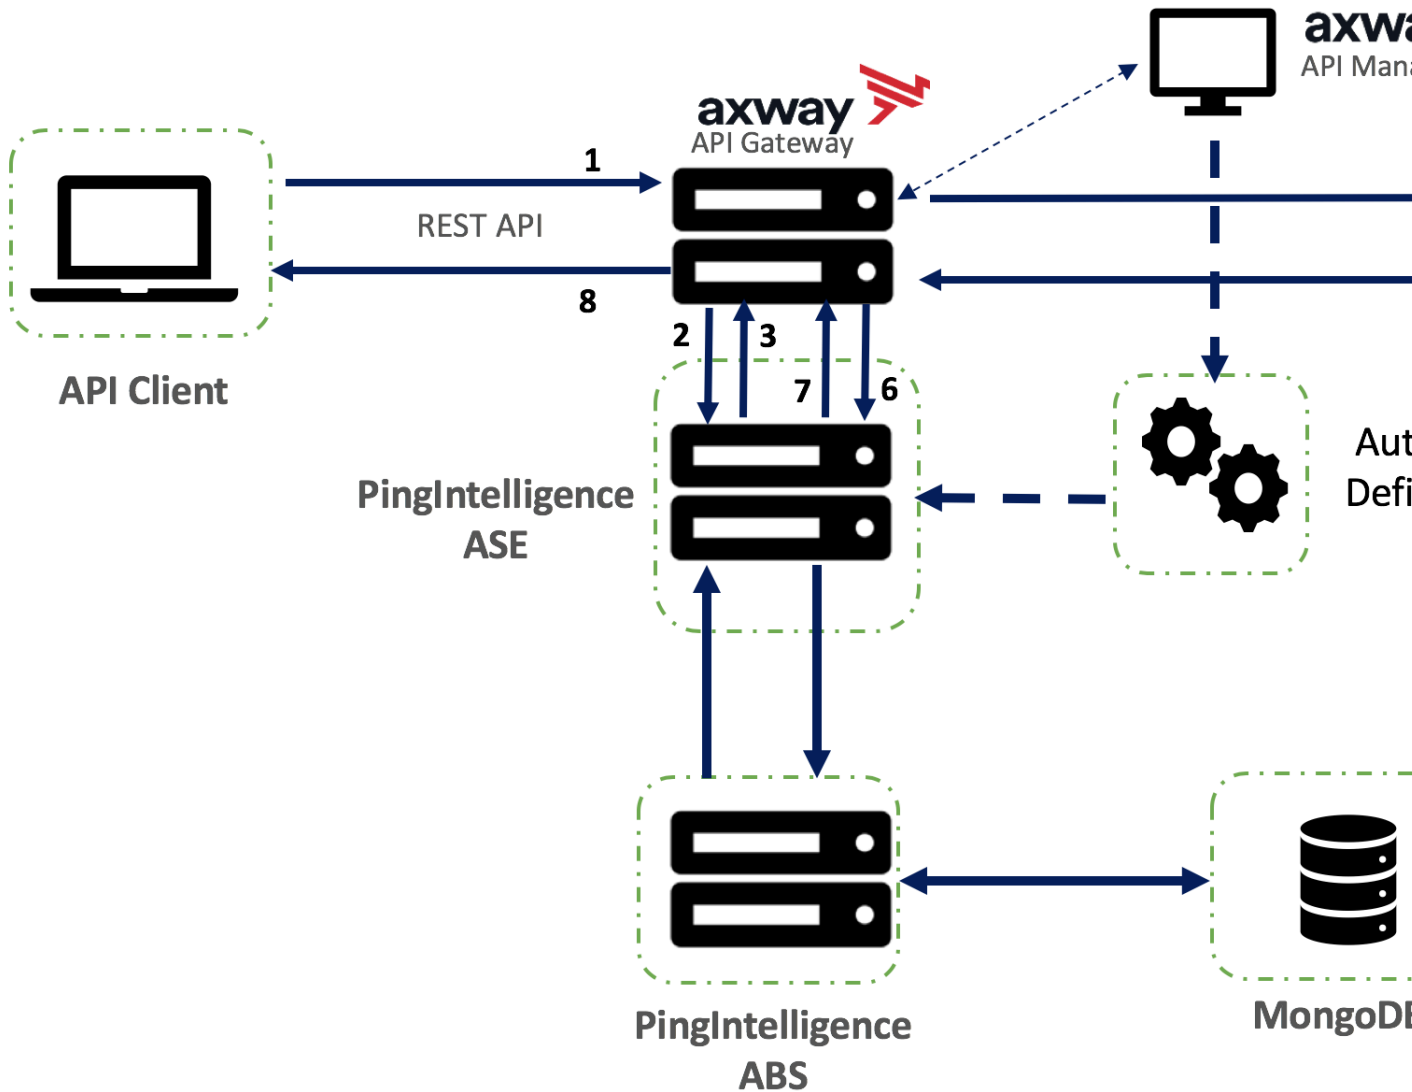 axway
API Gateway
1
REST API
8
2
3
7
6
API Client
PingIntelligence
ASE
PingIntelligence
ABS